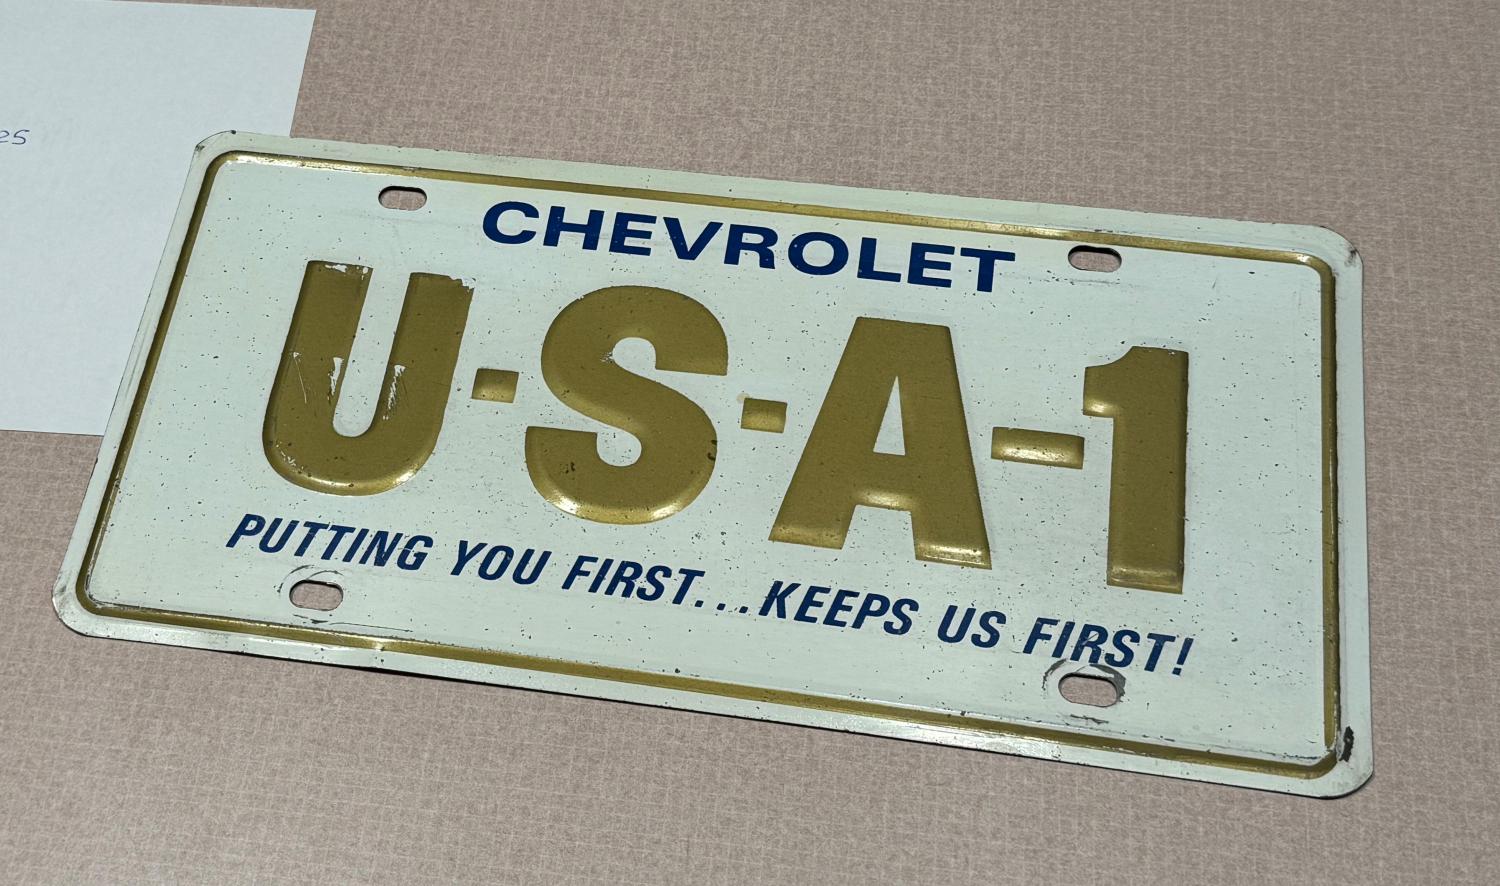 CHEVROLET
U-S-A-1
PUTTING YOU FIRST...KEEPS US FIRST!